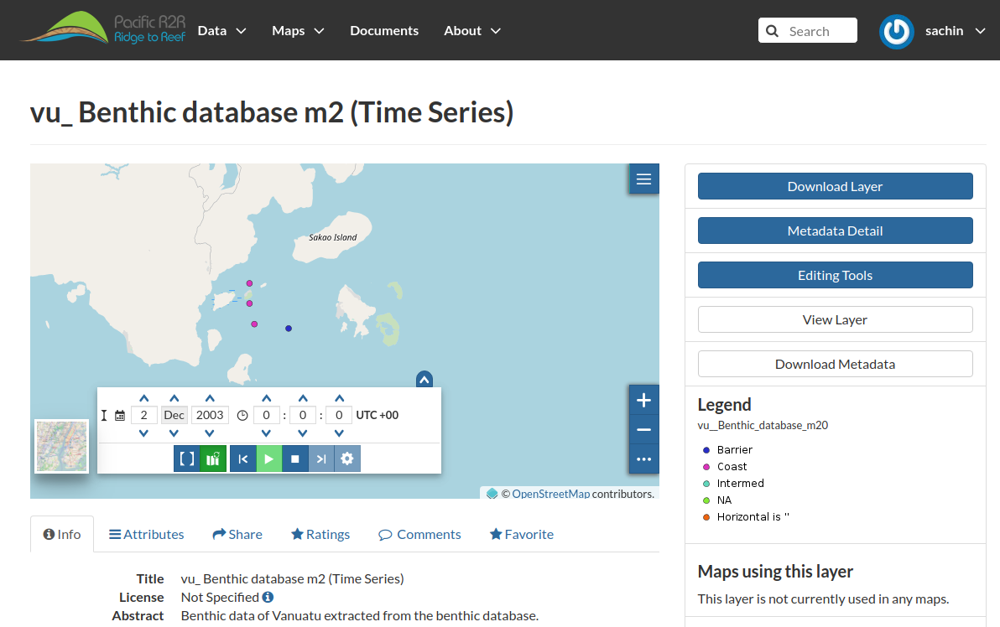 Pacific R2R
Ridge to Reef
Data
Maps
Documents
About
Search
sachin
vu_ Benthic database m2 (Time Series)
Sakao Island
2 Dec 2003 0 : 0 : 0 UTC +00
© OpenStreetMap contributors.
Download Layer
Metadata Detail
Editing Tools
View Layer
Download Metadata
Legend
vu__Benthic_database_m20
Barrier
Coast
Intermed
NA
Horizontal is ''
Maps using this layer
This layer is not currently used in any maps.
Info
Attributes
Share
Ratings
Comments
Favorite
Title vu_ Benthic database m2 (Time Series)
License Not Specified
Abstract Benthic data of Vanuatu extracted from the benthic database.